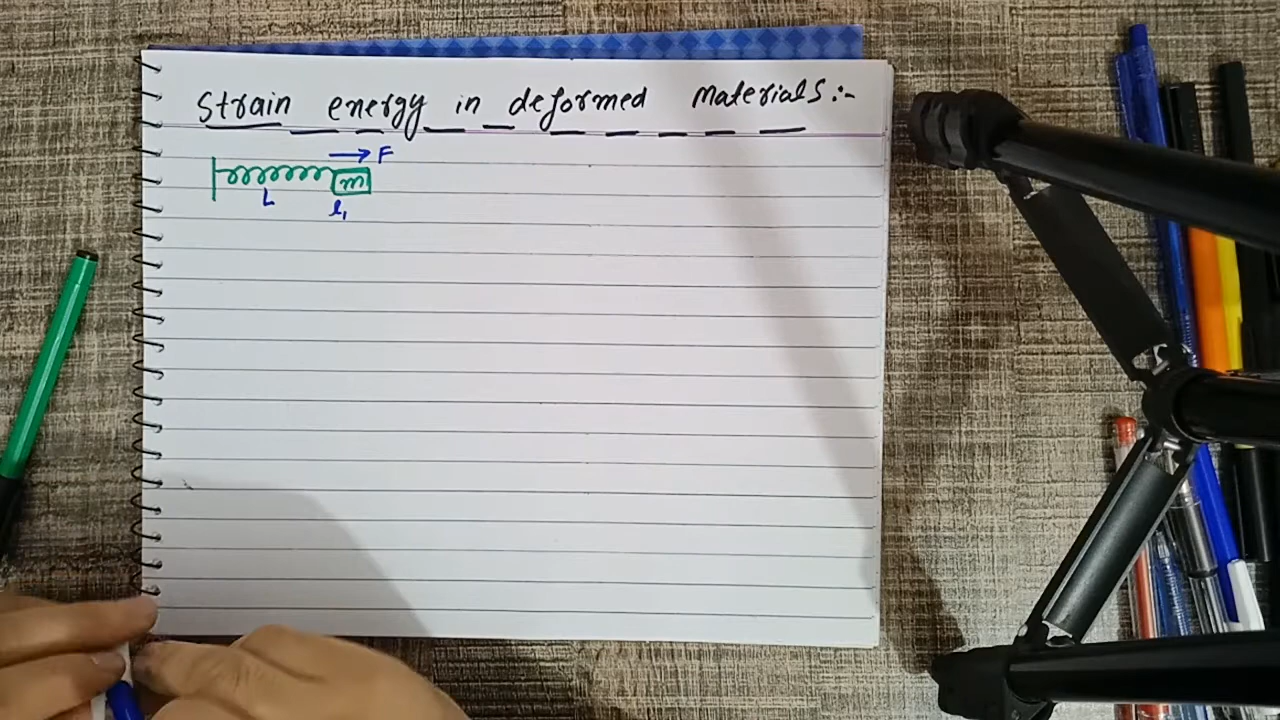 Strain energy in deformed materials :-
F
m
L
l₁